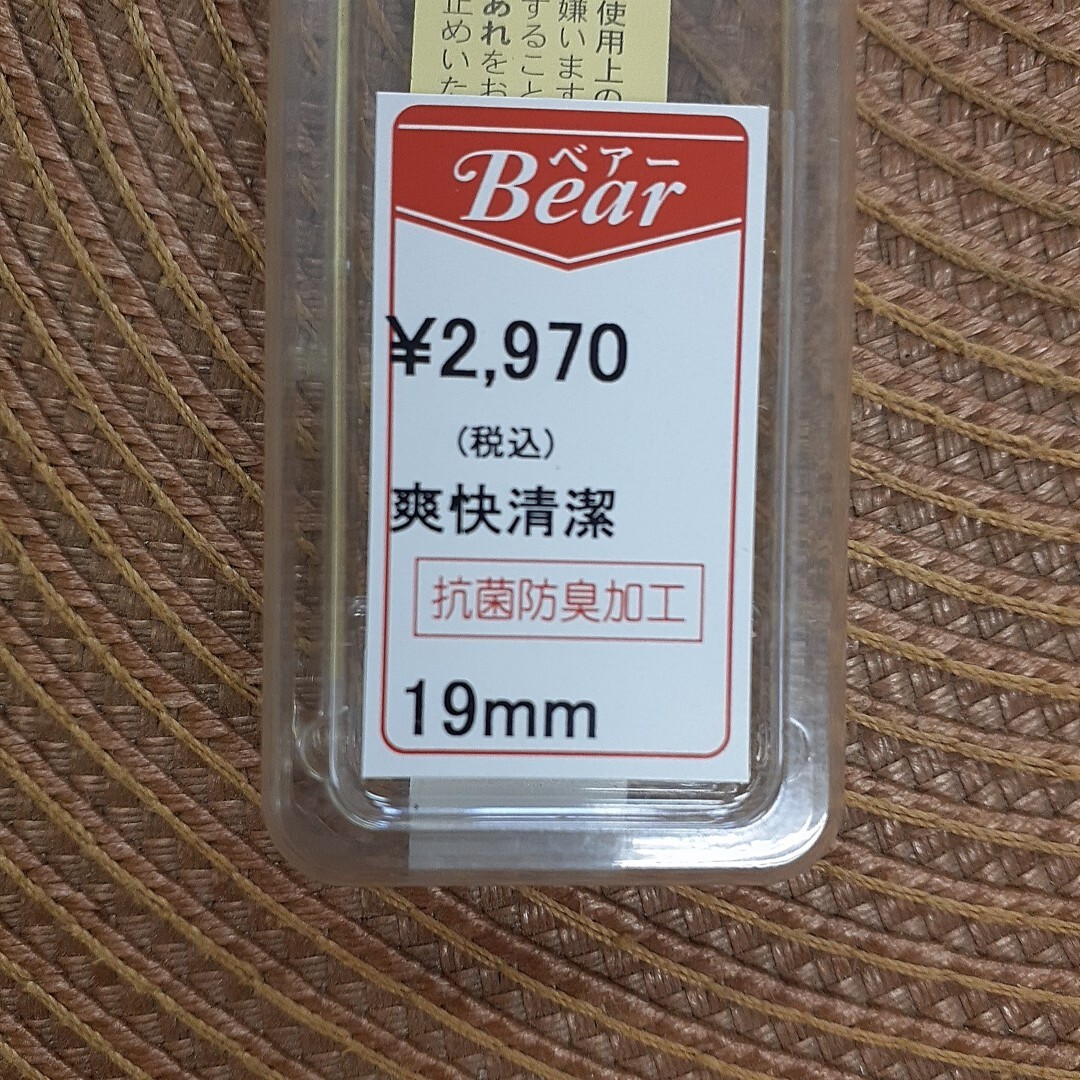 使用上の
嫌います
すること
あれをお
止めいた
ベアー
Bear
¥2,970
(税込)
爽快清潔
抗菌防臭加工
19mm